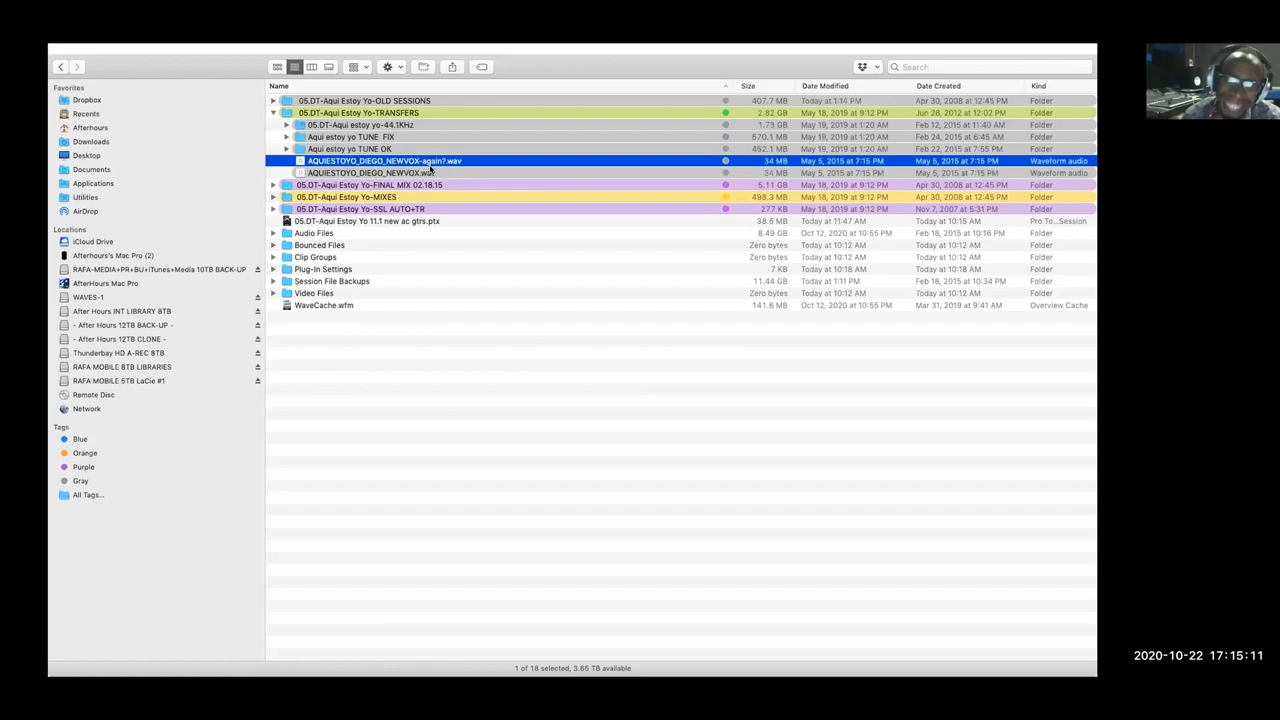 Search
Name Size Date Modified Date Created Kind
05.DT-Aqui Estoy Yo-OLD SESSIONS 407.7 MB Today at 1:14 PM Apr 30, 2008 at 12:45 PM Folder
05.DT-Aqui Estoy Yo-TRANSFERS 2.82 GB May 18, 2019 at 9:12 PM Jun 28, 2012 at 12:02 PM Folder
05.DT-Aqui estoy yo-44.1KHz 1.73 GB May 19, 2019 at 1:20 AM Feb 12, 2015 at 11:40 AM Folder
Aqui estoy yo TUNE FIX 570.1 MB May 19, 2019 at 1:20 AM Feb 24, 2015 at 6:45 AM Folder
Aqui estoy yo TUNE OK 452.1 MB May 19, 2019 at 1:20 AM Feb 22, 2015 at 7:55 PM Folder
AQUIESTOYO_DIEGO_NEWVOX-again?.wav 34 MB May 5, 2015 at 7:15 PM May 5, 2015 at 7:15 PM Waveform audio
AQUIESTOYO_DIEGO_NEWVOX.wav 34 MB May 5, 2015 at 7:15 PM May 5, 2015 at 7:15 PM Waveform audio
05.DT-Aqui Estoy Yo-FINAL MIX 02.18.15 5.11 GB May 18, 2019 at 9:12 PM Apr 30, 2008 at 12:45 PM Folder
05.DT-Aqui Estoy Yo-MIXES 498.3 MB May 18, 2019 at 9:12 PM Apr 30, 2008 at 12:45 PM Folder
05.DT-Aqui Estoy Yo-SSL AUTO+TR 277 KB May 18, 2019 at 9:12 PM Nov 7, 2007 at 5:31 PM Folder
05.DT-Aqui Estoy Yo 11.1 new ac gtrs.ptx 38.5 MB Today at 11:47 AM Today at 10:15 AM Pro To...Session
Audio Files 8.49 GB Oct 12, 2020 at 10:55 PM Feb 18, 2015 at 10:16 PM Folder
Bounced Files Zero bytes Today at 10:12 AM Today at 10:12 AM Folder
Clip Groups Zero bytes Today at 10:12 AM Today at 10:12 AM Folder
Plug-In Settings 7 KB Today at 10:18 AM Today at 10:12 AM Folder
Session File Backups 11.44 GB Today at 1:11 PM Feb 18, 2015 at 10:34 PM Folder
Video Files Zero bytes Today at 10:12 AM Today at 10:12 AM Folder
WaveCache.wfm 141.6 MB Oct 12, 2020 at 10:55 PM Mar 31, 2019 at 9:41 AM Overview Cache
Favorites
Dropbox
Recents
Afterhours
Downloads
Desktop
Documents
Applications
Utilities
AirDrop
Locations
iCloud Drive
Afterhours's Mac Pro (2)
RAFA-MEDIA+PR+BU+iTunes+Media 10TB BACK-UP
AfterHours Mac Pro
WAVES-1
After Hours INT LIBRARY 8TB
- After Hours 12TB BACK-UP -
- After Hours 12TB CLONE -
Thunderbay HD A-REC 8TB
RAFA MOBILE 8TB LIBRARIES
RAFA MOBILE 5TB LaCie #1
Remote Disc
Network
Tags
Blue
Orange
Purple
Gray
All Tags...
1 of 18 selected, 3.65 TB available
2020-10-22 17:15:11